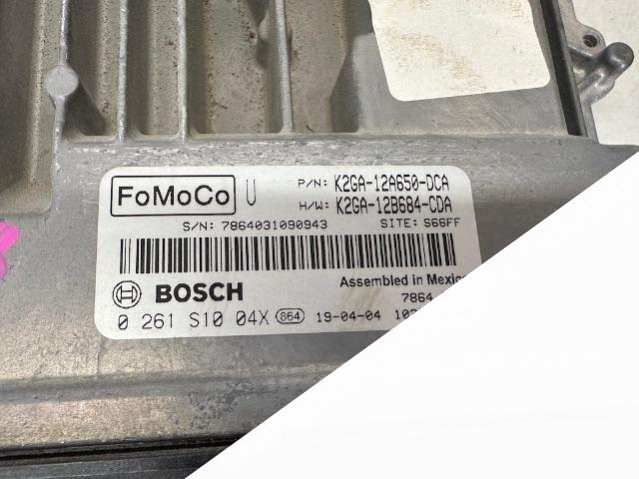 FoMoCo U P/N: K2GA-12A650-DCA
H/W: K2GA-12B684-CDA
S/N: 7864031090943 SITE: S66FF
Assembled in Mexico
BOSCH 7864
0 261 S10 04X 864 19-04-04